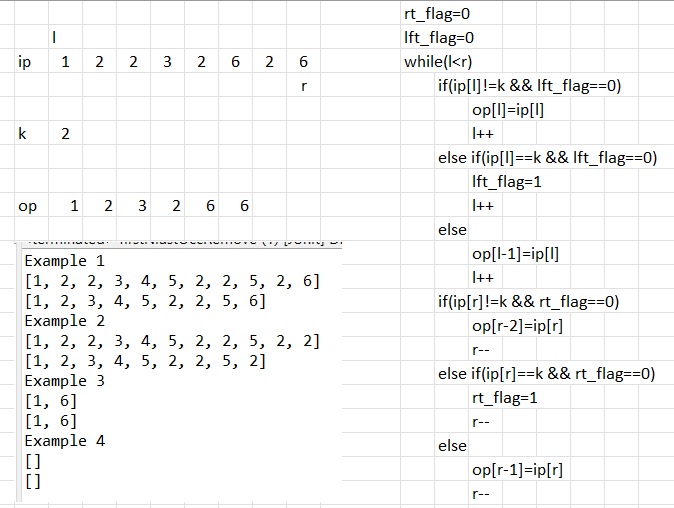 l
ip 1 2 2 3 2 6 2 6
r
k 2
op 1 2 3 2 6 6
Example 1
[1, 2, 2, 3, 4, 5, 2, 2, 5, 2, 6]
[1, 2, 3, 4, 5, 2, 2, 5, 6]
Example 2
[1, 2, 2, 3, 4, 5, 2, 2, 5, 2, 2]
[1, 2, 3, 4, 5, 2, 2, 5, 2]
Example 3
[1, 6]
[1, 6]
Example 4
[]
[]
rt_flag=0
lft_flag=0
while(l<r)
if(ip[l]!=k && lft_flag==0)
op[l]=ip[l]
l++
else if(ip[l]==k && lft_flag==0)
lft_flag=1
l++
else
op[l-1]=ip[l]
l++
if(ip[r]!=k && rt_flag==0)
op[r-2]=ip[r]
r--
else if(ip[r]==k && rt_flag==0)
rt_flag=1
r--
else
op[r-1]=ip[r]
r--